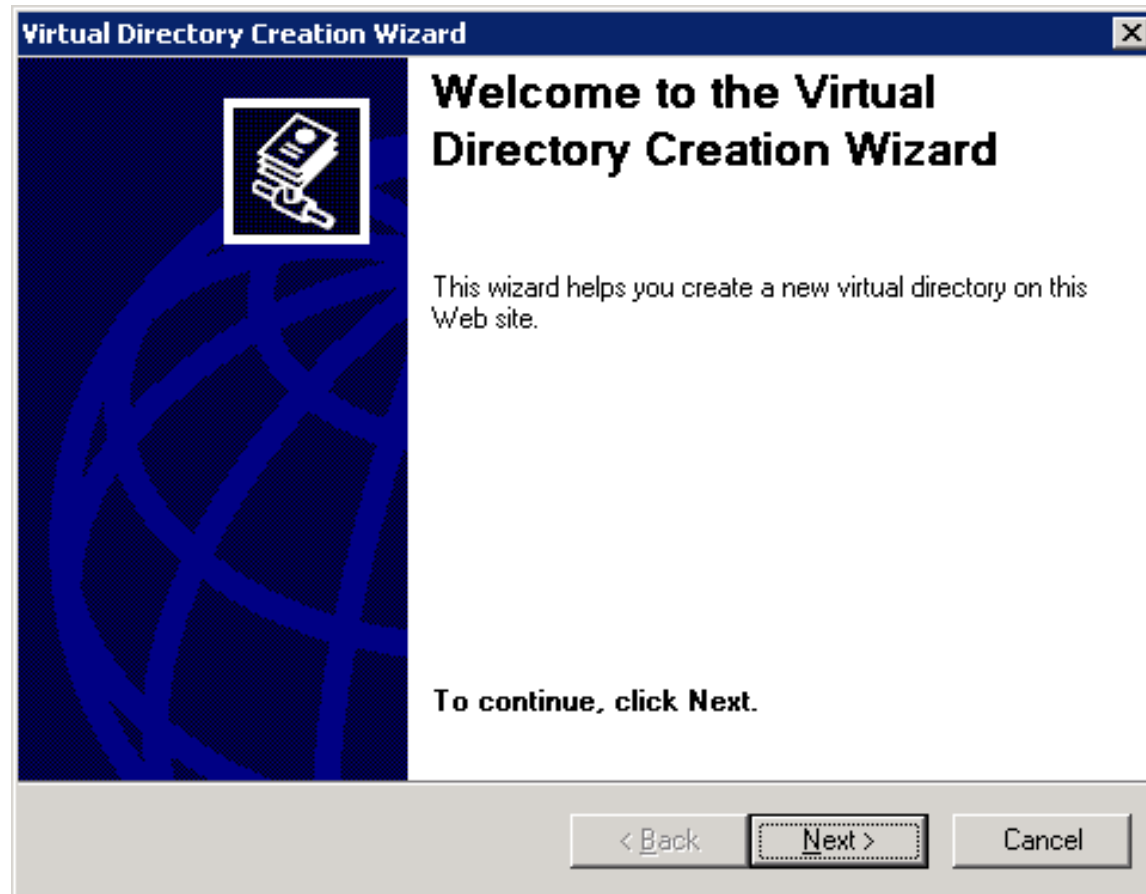 Virtual Directory Creation Wizard
Welcome to the Virtual
Directory Creation Wizard
This wizard helps you create a new virtual directory on this
Web site.
To continue, click Next.
< Back
Next >
Cancel